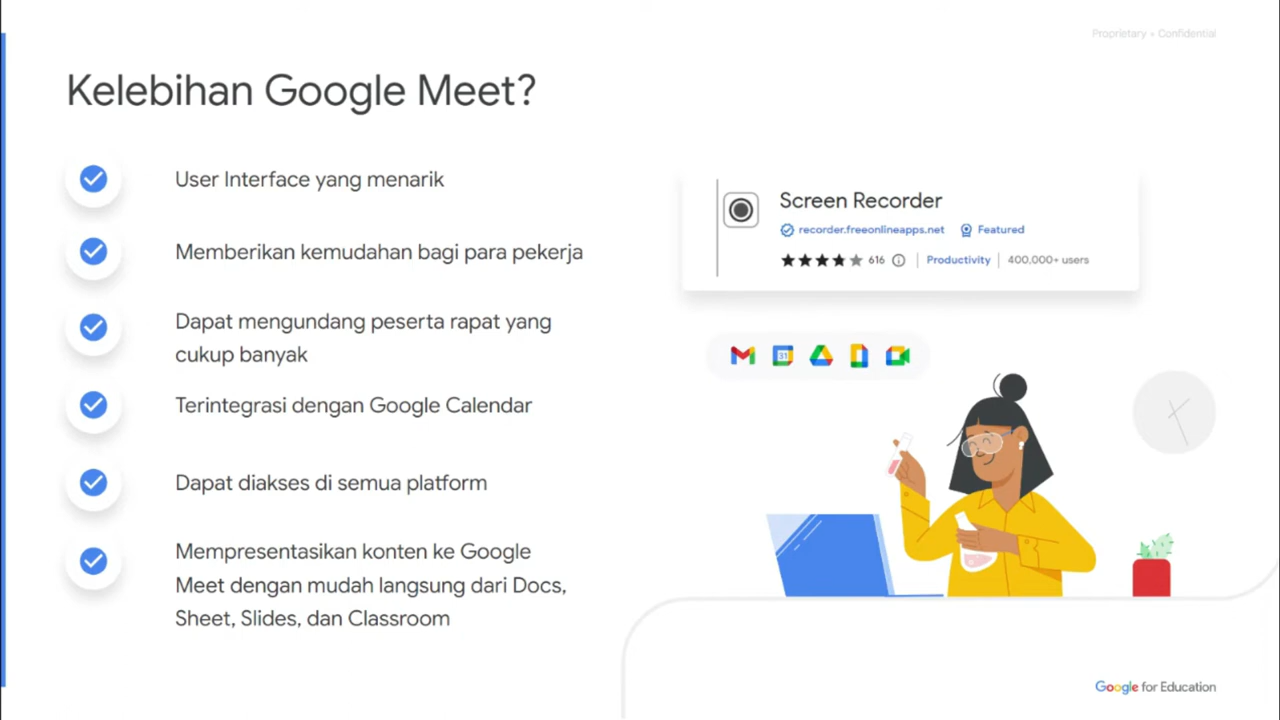 Proprietary + Confidential
Kelebihan Google Meet?
User Interface yang menarik
Memberikan kemudahan bagi para pekerja
Dapat mengundang peserta rapat yang
cukup banyak
Terintegrasi dengan Google Calendar
Dapat diakses di semua platform
Mempresentasikan konten ke Google
Meet dengan mudah langsung dari Docs,
Sheet, Slides, dan Classroom
Screen Recorder
recorder.freeonlineapps.net Featured
616 Productivity 400,000+ users
31
Google for Education